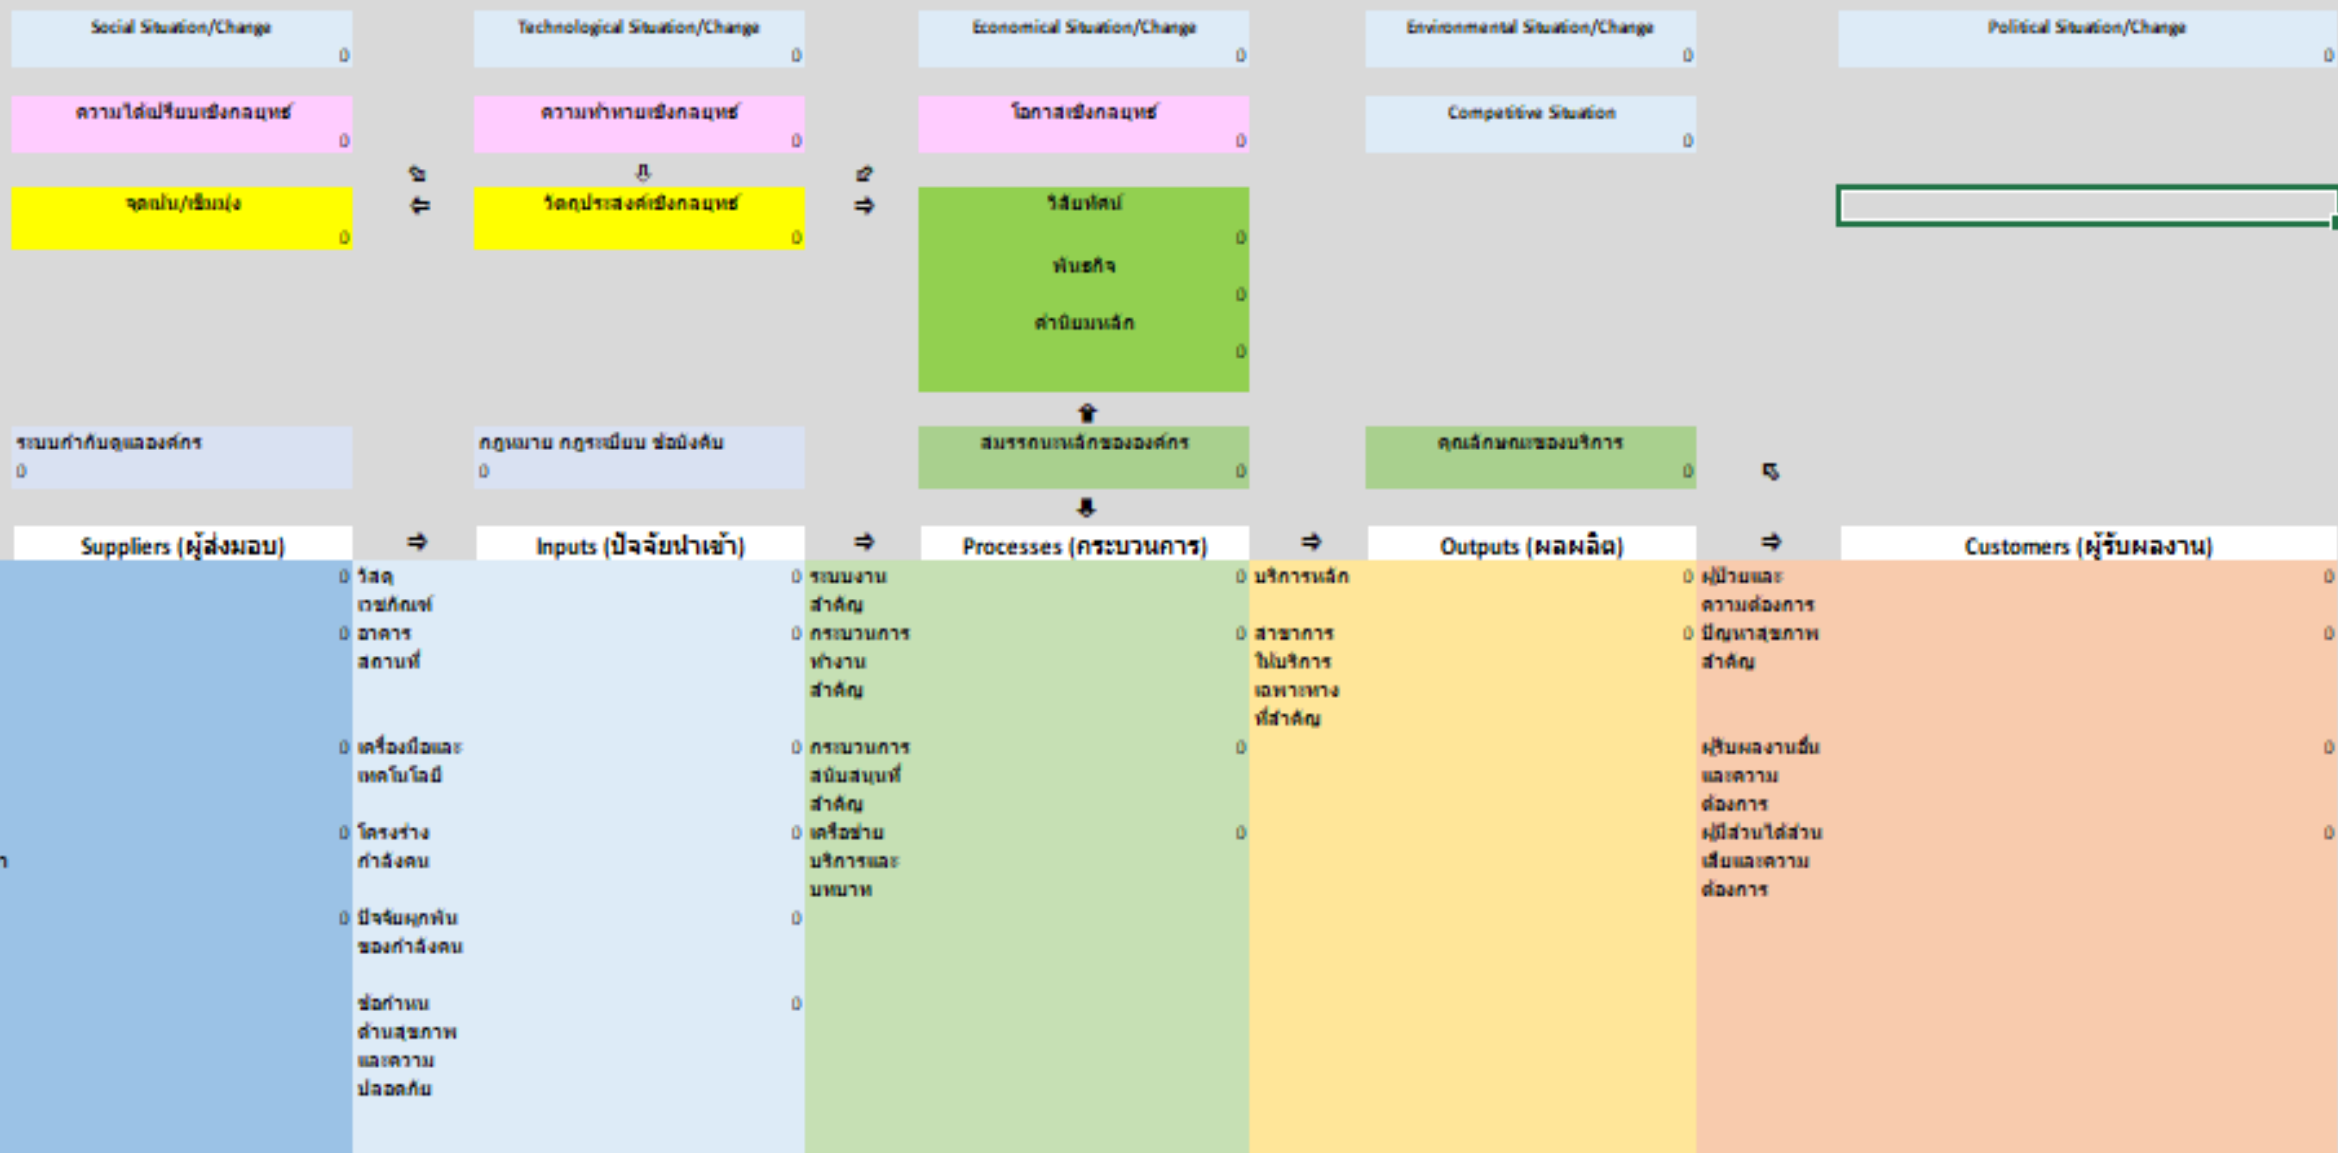 Social Situation/Change
Technological Situation/Change
Economical Situation/Change
Environmental Situation/Change
Political Situation/Change
0
0
0
0
0
ความได้เปรียบเชิงกลยุทธ์
ความท้าทายเชิงกลยุทธ์
โอกาสเชิงกลยุทธ์
Competitive Situation
0
0
0
0
จุดเน้น/เข็มมุ่ง
วัตถุประสงค์เชิงกลยุทธ์
วิสัยทัศน์
0
0
0
พันธกิจ
0
ค่านิยมหลัก
0
ระบบกำกับดูแลองค์กร
กฎหมาย กฎระเบียบ ข้อบังคับ
สมรรถนะหลักขององค์กร
คุณลักษณะของบริการ
0
0
0
0
Suppliers (ผู้ส่งมอบ)
Inputs (ปัจจัยนำเข้า)
Processes (กระบวนการ)
Outputs (ผลผลิต)
Customers (ผู้รับผลงาน)
0
0
0
0
0
วัสดุ
เวชภัณฑ์
0
อาคาร
สถานที่
0
เครื่องมือและ
เทคโนโลยี
0
โครงร่าง
กำลังคน
0
ปัจจัยผูกพัน
ของกำลังคน
0
ข้อกำหน
ด้านสุขภาพ
และความ
ปลอดภัย
0
ระบบงาน
สำคัญ
0
กระบวนการ
ทำงาน
สำคัญ
0
กระบวนการ
สนับสนุนที่
สำคัญ
0
เครือข่าย
บริการและ
บทบาท
0
บริการหลัก
0
สาขาการ
ให้บริการ
เฉพาะทาง
ที่สำคัญ
0
ผู้ป่วยและ
ความต้องการ
0
ปัญหาสุขภาพ
สำคัญ
0
ผู้รับผลงานอื่น
และความ
ต้องการ
0
ผู้มีส่วนได้ส่วน
เสียและความ
ต้องการ
0